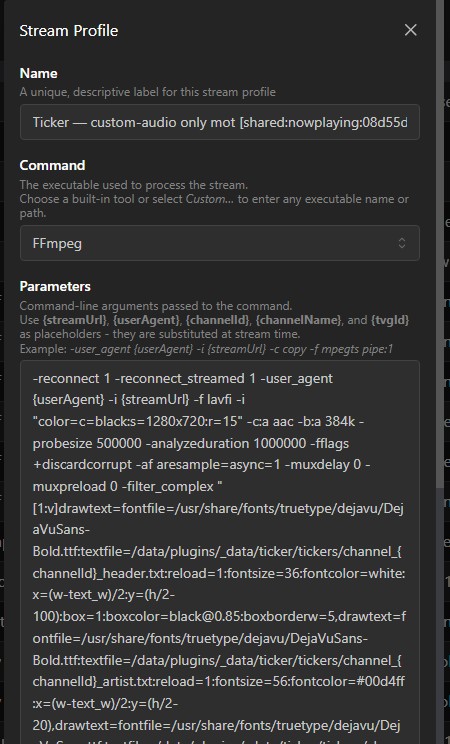 Stream Profile
Name
A unique, descriptive label for this stream profile
Ticker — custom-audio only mot [shared:nowplaying:08d55d
Command
The executable used to process the stream.
Choose a built-in tool or select Custom... to enter any executable name or
path.
FFmpeg
Parameters
Command-line arguments passed to the command.
Use {streamUrl}, {userAgent}, {channelId}, {channelName}, and {tvgId}
as placeholders - they are substituted at stream time.
Example: -user_agent {userAgent} -i {streamUrl} -c copy -f mpegts pipe:1
-reconnect 1 -reconnect_streamed 1 -user_agent
{userAgent} -i {streamUrl} -f lavfi -i
"color=c=black:s=1280x720:r=15" -c:a aac -b:a 384k -
probesize 500000 -analyzeduration 1000000 -fflags
+discardcorrupt -af aresample=async=1 -muxdelay 0 -
muxpreload 0 -filter_complex "
[1:v]drawtext=fontfile=/usr/share/fonts/truetype/dejavu/Dej
aVuSans-
Bold.ttf:textfile=/data/plugins/_data/ticker/tickers/channel_{
channelId}_header.txt:reload=1:fontsize=36:fontcolor=white:
x=(w-text_w)/2:y=(h/2-
100):box=1:boxcolor=black@0.85:boxborderw=5,drawtext=f
ontfile=/usr/share/fonts/truetype/dejavu/DejaVuSans-
Bold.ttf:textfile=/data/plugins/_data/ticker/tickers/channel_{
channelId}_artist.txt:reload=1:fontsize=56:fontcolor=#00d4ff
:x=(w-text_w)/2:y=(h/2-
20),drawtext=fontfile=/usr/share/fonts/truetype/dejavu/Dej